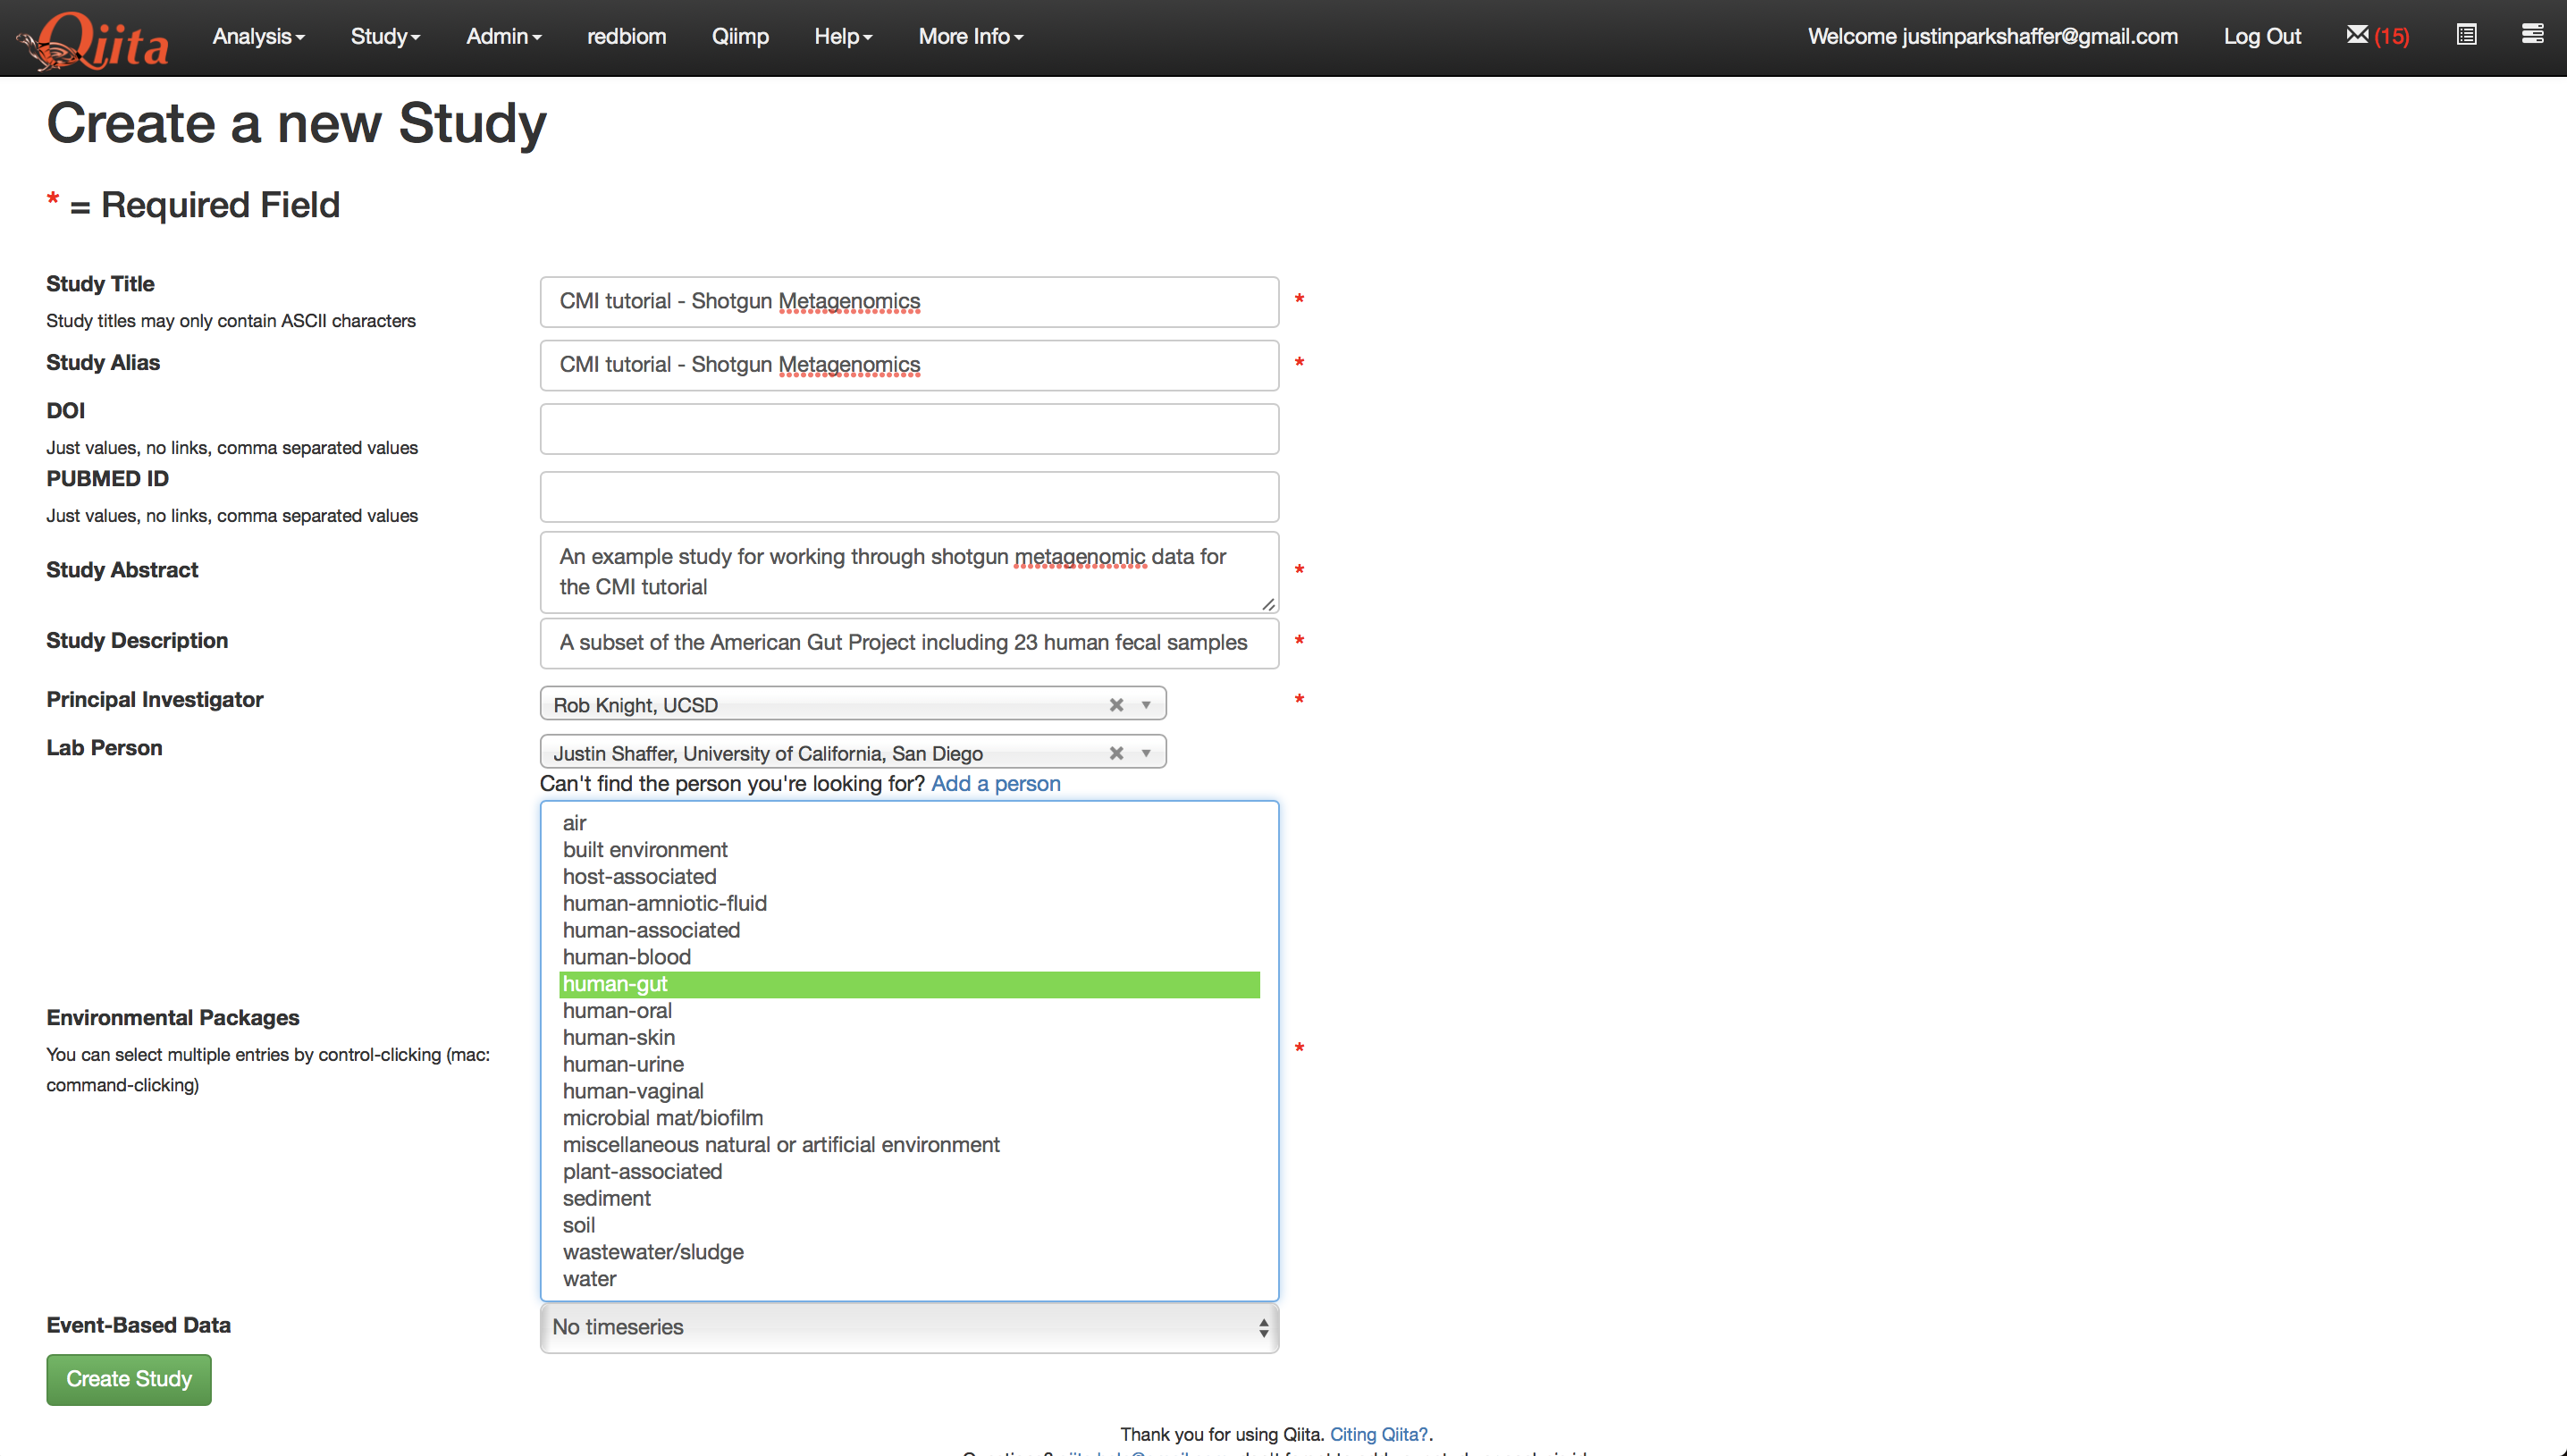 Qiita Analysis Study Admin redbiom Qiimp Help More Info Welcome justinparkshaffer@gmail.com Log Out (15)
Create a new Study
* = Required Field
Study Title
CMI tutorial - Shotgun Metagenomics *
Study titles may only contain ASCII characters
Study Alias
CMI tutorial - Shotgun Metagenomics *
DOI
Just values, no links, comma separated values
PUBMED ID
Just values, no links, comma separated values
Study Abstract
An example study for working through shotgun metagenomic data for
the CMI tutorial
*
Study Description
A subset of the American Gut Project including 23 human fecal samples *
Principal Investigator
Rob Knight, UCSD *
Lab Person
Justin Shaffer, University of California, San Diego
Can't find the person you're looking for? Add a person
Environmental Packages
You can select multiple entries by control-clicking (mac:
command-clicking)
air
built environment
host-associated
human-amniotic-fluid
human-associated
human-blood
human-gut
human-oral
human-skin
human-urine
human-vaginal
microbial mat/biofilm
miscellaneous natural or artificial environment
plant-associated
sediment
soil
wastewater/sludge
water
*
Event-Based Data
No timeseries
Create Study
Thank you for using Qiita. Citing Qiita?.